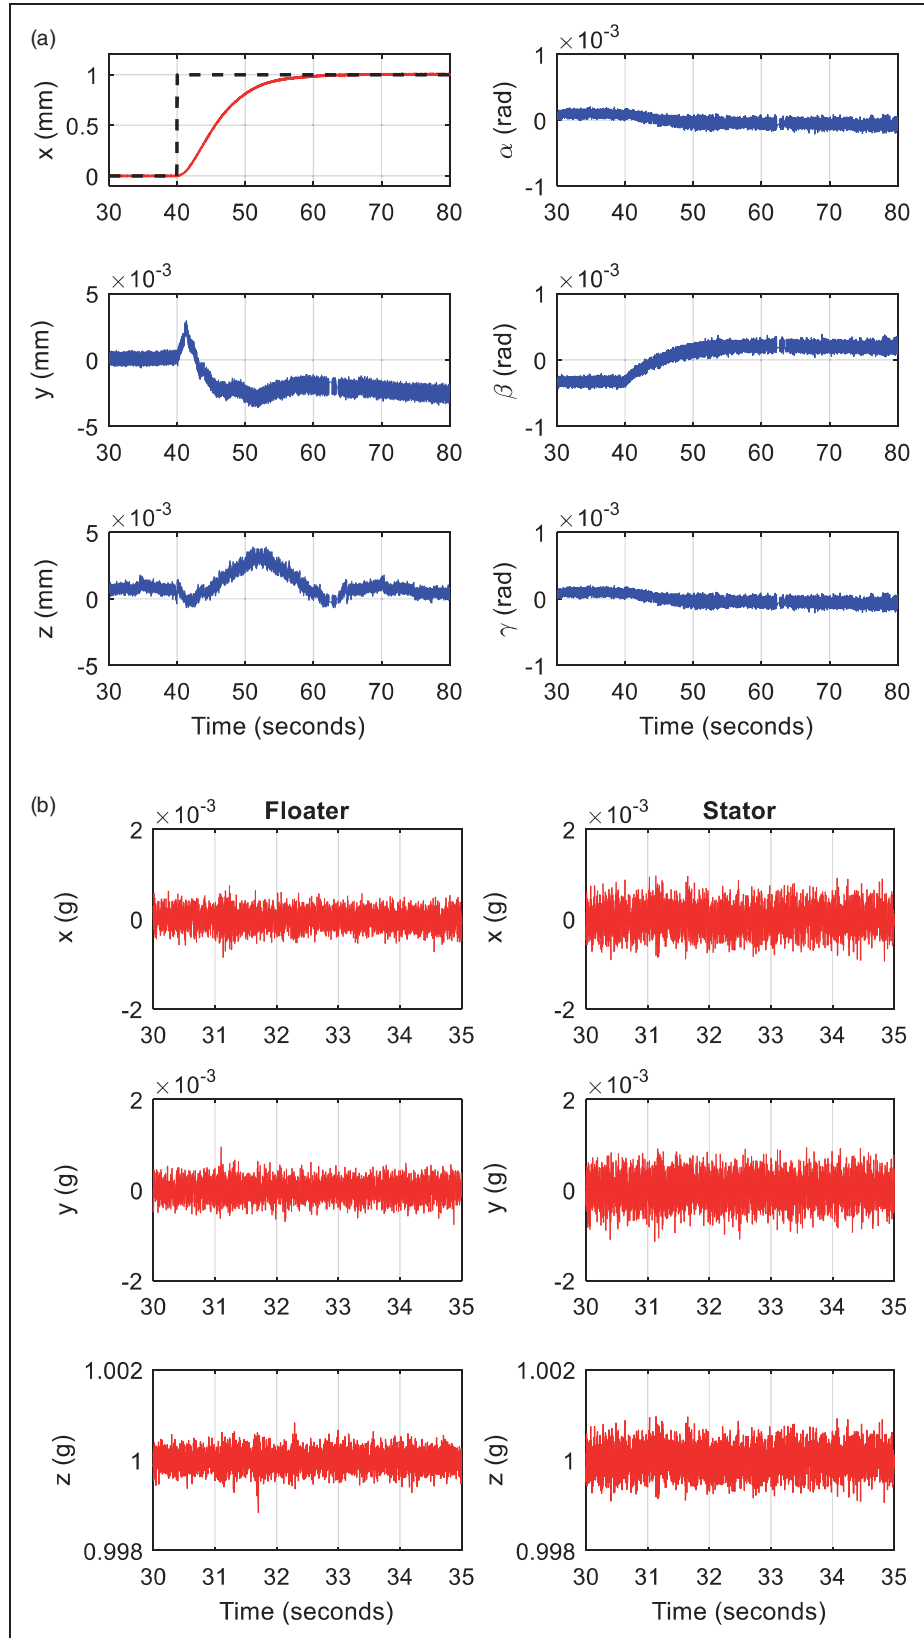 (a)
x (mm)
1
0.5
0
30 40 50 60 70 80
×10⁻³
α (rad)
1
0
-1
30 40 50 60 70 80
×10⁻³
y (mm)
5
0
-5
30 40 50 60 70 80
×10⁻³
β (rad)
1
0
-1
30 40 50 60 70 80
×10⁻³
z (mm)
5
0
-5
30 40 50 60 70 80
Time (seconds)
×10⁻³
γ (rad)
1
0
-1
30 40 50 60 70 80
Time (seconds)
(b)
×10⁻³
Floater
x (g)
2
0
-2
30 31 32 33 34 35
×10⁻³
Stator
x (g)
2
0
-2
30 31 32 33 34 35
×10⁻³
y (g)
2
0
-2
30 31 32 33 34 35
×10⁻³
y (g)
2
0
-2
30 31 32 33 34 35
z (g)
1.002
1
0.998
30 31 32 33 34 35
Time (seconds)
z (g)
1.002
1
0.998
30 31 32 33 34 35
Time (seconds)